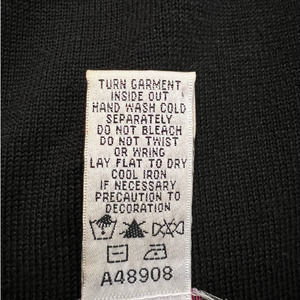 TURN GARMENT
INSIDE OUT
HAND WASH COLD
SEPARATELY
DO NOT BLEACH
DO NOT TWIST
OR WRING
LAY FLAT TO DRY
COOL IRON
IF NECESSARY
PRECAUTION TO
DECORATION
A48908